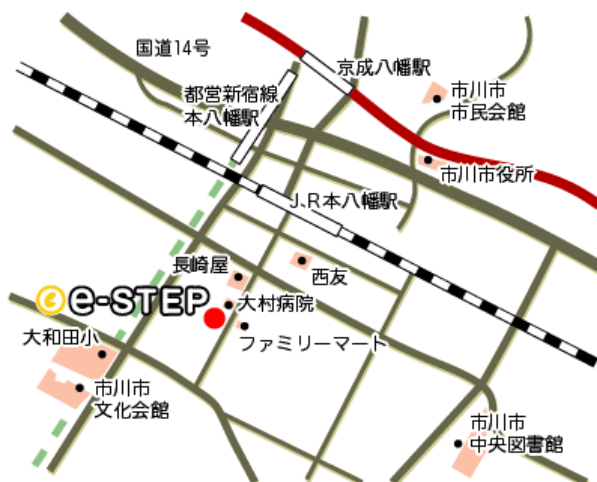 国道14号
京成八幡駅
都営新宿線
本八幡駅
市川市
市民会館
市川市役所
J.R本八幡駅
長崎屋
西友
e e-STEP
大村病院
ファミリーマート
大和田小
市川市
文化会館
市川市
中央図書館